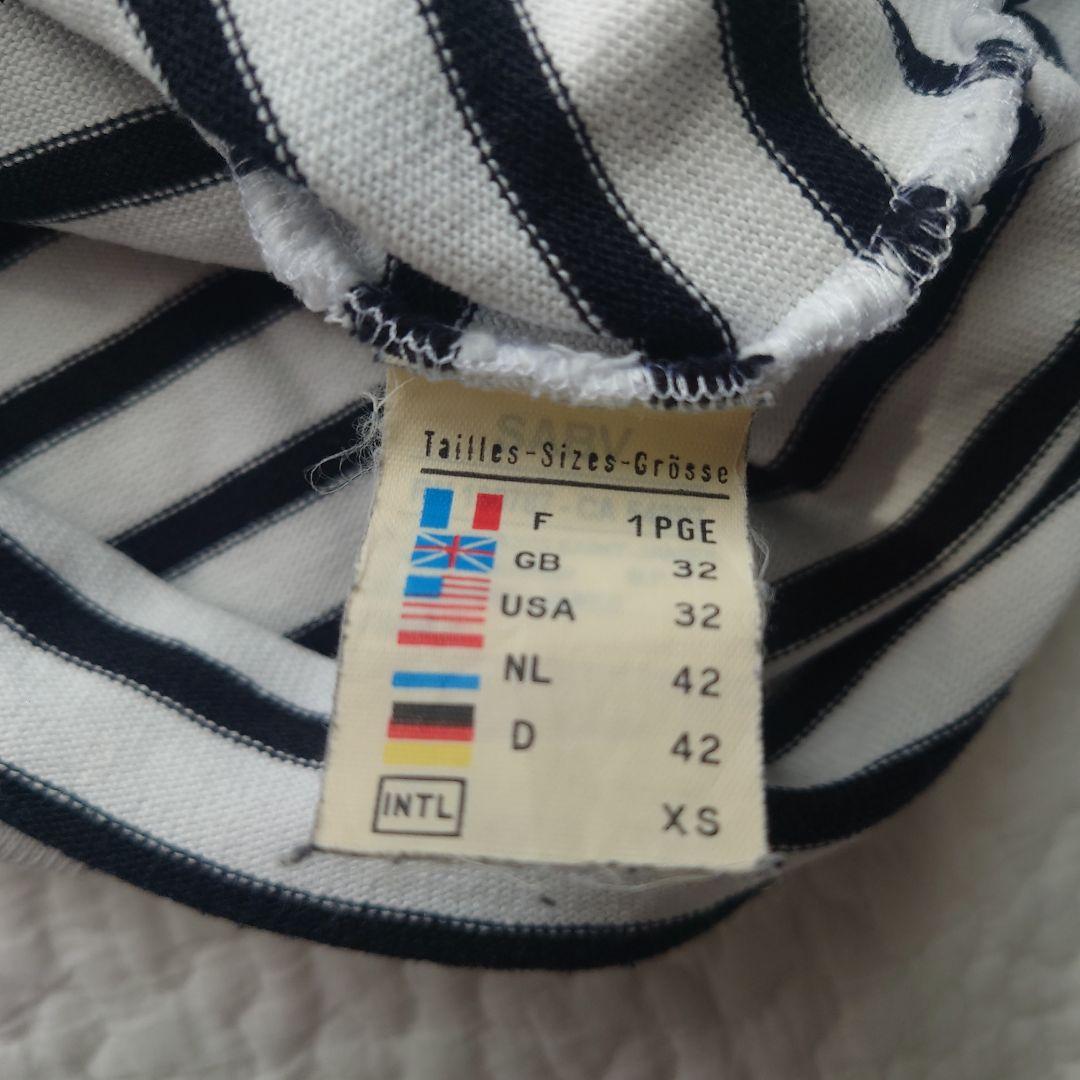 Tailles-Sizes-Grösse
F 1PGE
GB 32
USA 32
NL 42
D 42
INTL XS